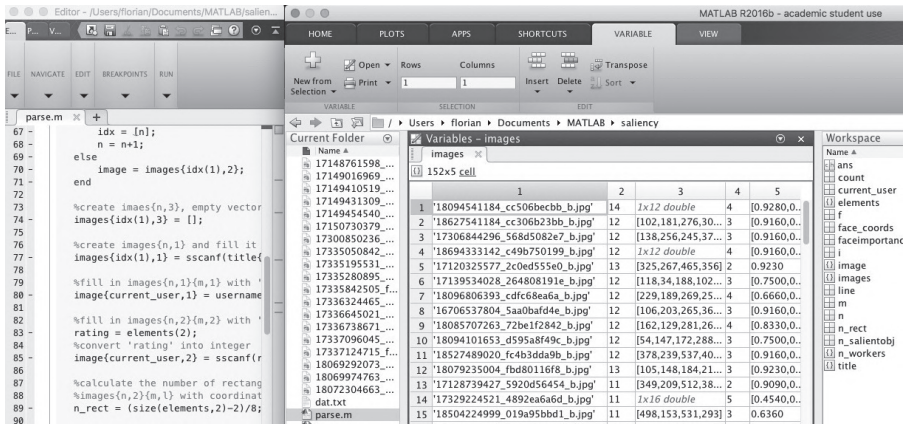 Editor - /Users/florian/Documents/MATLAB/salien...
E... P... V...
FILE NAVIGATE EDIT BREAKPOINTS RUN
parse.m
67 - idx = [n];
68 - n = n+1;
69 - else
70 - image = images{idx(1),2};
71 - end
72
73 %create imaes{n,3}, empty vector
74 - images{idx(1),3} = [];
75
76 %create images{n,1} and fill it
77 - images{idx(1),1} = sscanf(title{
78
79 %fill in images{n,1}{m,1} with '
80 - image{current_user,1} = username
81
82 %fill in images{n,2}{m,2} with '
83 - rating = elements(2);
84 %convert 'rating' into integer
85 - image{current_user,2} = sscanf(r
86
87 %calculate the number of rectang
88 %images{n,2}{m,l} with coordinat
89 - n_rect = (size(elements,2)-2)/8;
90
MATLAB R2016b - academic student use
HOME PLOTS APPS SHORTCUTS VARIABLE VIEW
New from Selection
Open
Print
VARIABLE
Rows Columns
1 1
SELECTION
Insert Delete
Transpose
Sort
EDIT
/ Users florian Documents MATLAB saliency
Current Folder
Name
17148761598_...
17149016969_...
17149410519_...
17149431309_...
17149454540_...
17150730379_...
17300850236_...
17335050842_...
17335195531_...
17335280895_...
17335842505_f...
17336324465_...
17336645021_...
17336738671_...
17337096045_...
17337124715_f...
18069292073_...
18069974763_...
18072304663_...
dat.txt
parse.m
Variables - images
images
152x5 cell
1 2 3 4 5
1 '18094541184_cc506becbb_b.jpg' 14 1x12 double 4 [0.9280,0...
2 '18627541184_cc306b23bb_b.jpg' 12 [102,181,276,30... 3 [0.9160,0...
3 '17306844296_568d5082e7_b.jpg' 12 [138,256,245,37... 3 [0.9160,0...
4 '18694333142_c49b750199_b.jpg' 12 1x12 double 4 [0.9160,0...
5 '17120325577_2c0ed555e0_b.jpg' 13 [325,267,465,356] 2 0.9230
6 '17139534028_264808191e_b.jpg' 12 [118,34,188,102... 3 [0.7500,0...
7 '18096806393_cdfc68ea6a_b.jpg' 12 [229,189,269,25... 4 [0.6660,0...
8 '16706537804_5aa0bafd4e_b.jpg' 12 [106,203,265,36... 3 [0.9160,0...
9 '18085707263_72be1f2842_b.jpg' 12 [162,129,281,26... 4 [0.8330,0...
10 '18094101653_d595a8f49c_b.jpg' 12 [54,147,172,288... 3 [0.7500,0...
11 '18527489020_fc4b3dda9b_b.jpg' 12 [378,239,537,40... 3 [0.9160,0...
12 '18079235004_fbd80116f8_b.jpg' 13 [105,148,184,21... 3 [0.9230,0...
13 '17128739427_5920d56454_b.jpg' 11 [349,209,512,38... 2 [0.9090,0...
14 '17329224521_4892ea6a6d_b.jpg' 11 1x16 double 5 [0.4540,0...
15 '18504224999_019a95bbd1_b.jpg' 11 [498,153,531,293] 3 0.6360
Workspace
Name
ans
count
current_user
elements
f
face_coords
faceimportanc
i
image
images
line
m
n
n_rect
n_salientobj
n_workers
title